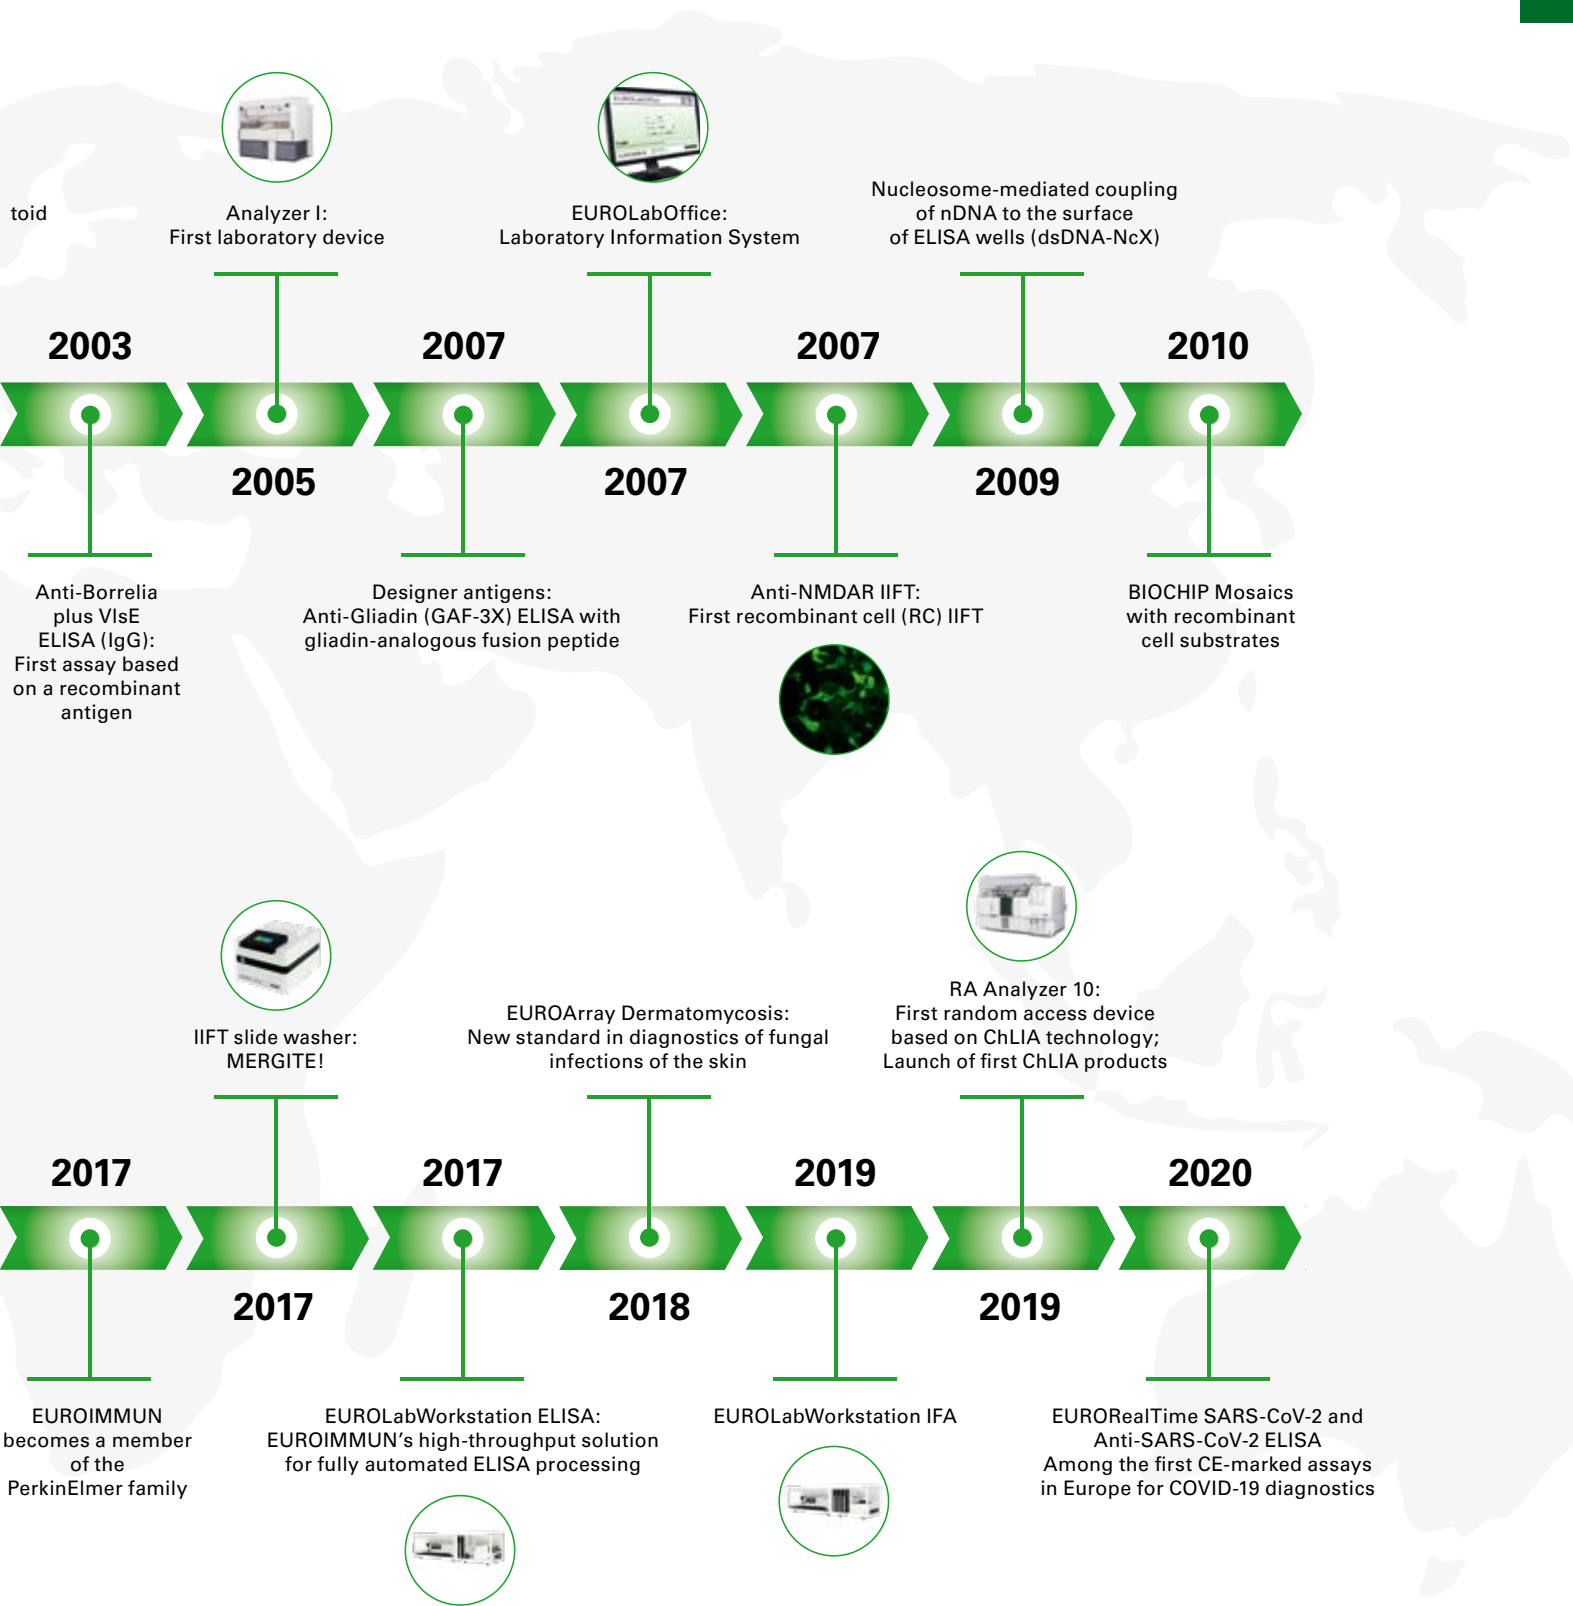 toid
Analyzer I:
First laboratory device
EUROLabOffice:
Laboratory Information System
Nucleosome-mediated coupling
of nDNA to the surface
of ELISA wells (dsDNA-NcX)
2003
2007
2007
2010
2005
2007
2009
Anti-Borrelia
plus VlsE
ELISA (IgG):
First assay based
on a recombinant
antigen
Designer antigens:
Anti-Gliadin (GAF-3X) ELISA with
gliadin-analogous fusion peptide
Anti-NMDAR IIFT:
First recombinant cell (RC) IIFT
BIOCHIP Mosaics
with recombinant
cell substrates
IIFT slide washer:
MERGITE!
EUROArray Dermatomycosis:
New standard in diagnostics of fungal
infections of the skin
RA Analyzer 10:
First random access device
based on ChLIA technology;
Launch of first ChLIA products
2017
2017
2019
2020
2017
2018
2019
EUROIMMUN
becomes a member
of the
PerkinElmer family
EUROLabWorkstation ELISA:
EUROIMMUN's high-throughput solution
for fully automated ELISA processing
EUROLabWorkstation IFA
EURORealTime SARS-CoV-2 and
Anti-SARS-CoV-2 ELISA
Among the first CE-marked assays
in Europe for COVID-19 diagnostics